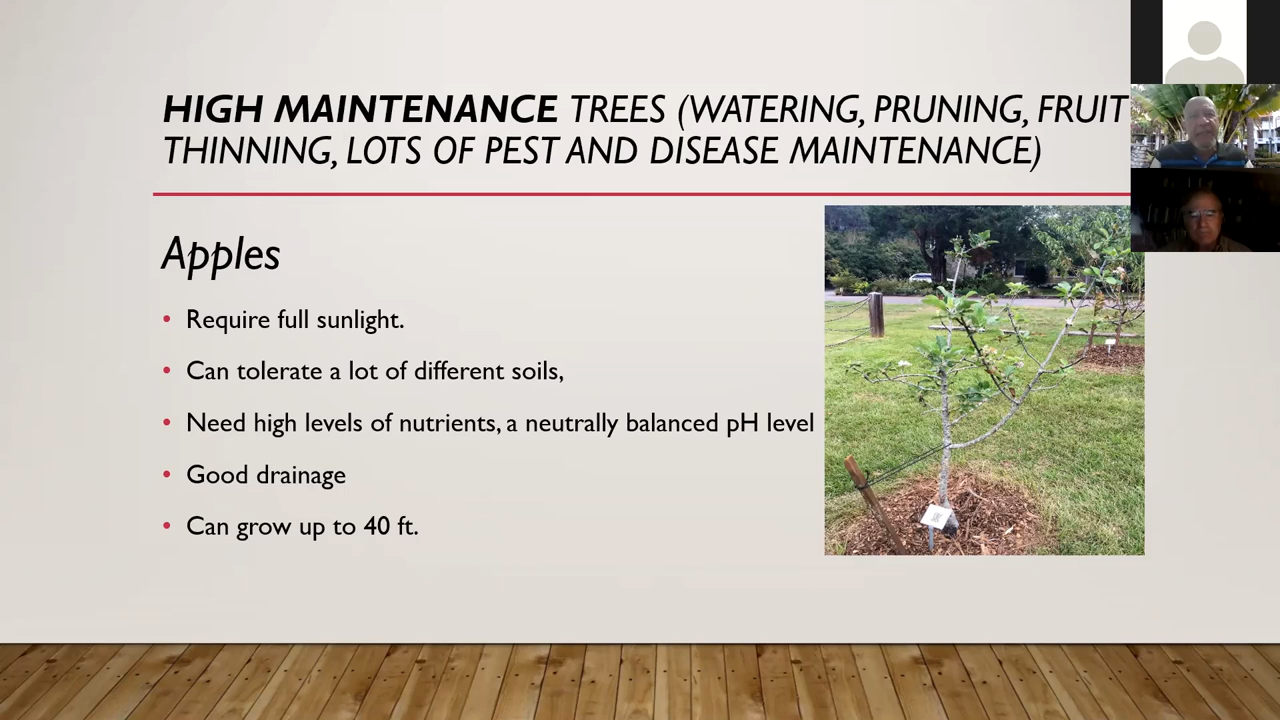 HIGH MAINTENANCE TREES (WATERING, PRUNING, FRUIT
THINNING, LOTS OF PEST AND DISEASE MAINTENANCE)
Apples
• Require full sunlight.
• Can tolerate a lot of different soils,
• Need high levels of nutrients, a neutrally balanced pH level
• Good drainage
• Can grow up to 40 ft.